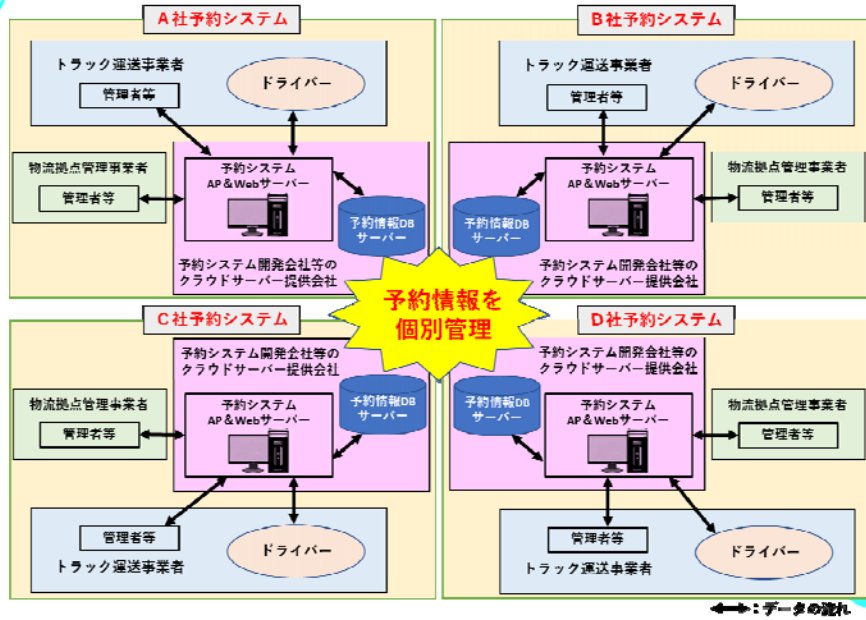 A社予約システム
トラック運送事業者
管理者等
ドライバー
物流拠点管理事業者
管理者等
予約システム
AP&Webサーバー
予約情報DB
サーバー
予約システム開発会社等の
クラウドサーバー提供会社
B社予約システム
トラック運送事業者
管理者等
ドライバー
予約システム
AP&Webサーバー
物流拠点管理事業者
管理者等
予約情報DB
サーバー
予約システム開発会社等の
クラウドサーバー提供会社
予約情報を
個別管理
C社予約システム
予約システム開発会社等の
クラウドサーバー提供会社
物流拠点管理事業者
管理者等
予約システム
AP&Webサーバー
予約情報DB
サーバー
管理者等
トラック運送事業者
ドライバー
D社予約システム
予約システム開発会社等の
クラウドサーバー提供会社
予約情報DB
サーバー
予約システム
AP&Webサーバー
物流拠点管理事業者
管理者等
管理者等
トラック運送事業者
ドライバー
:データの流れ